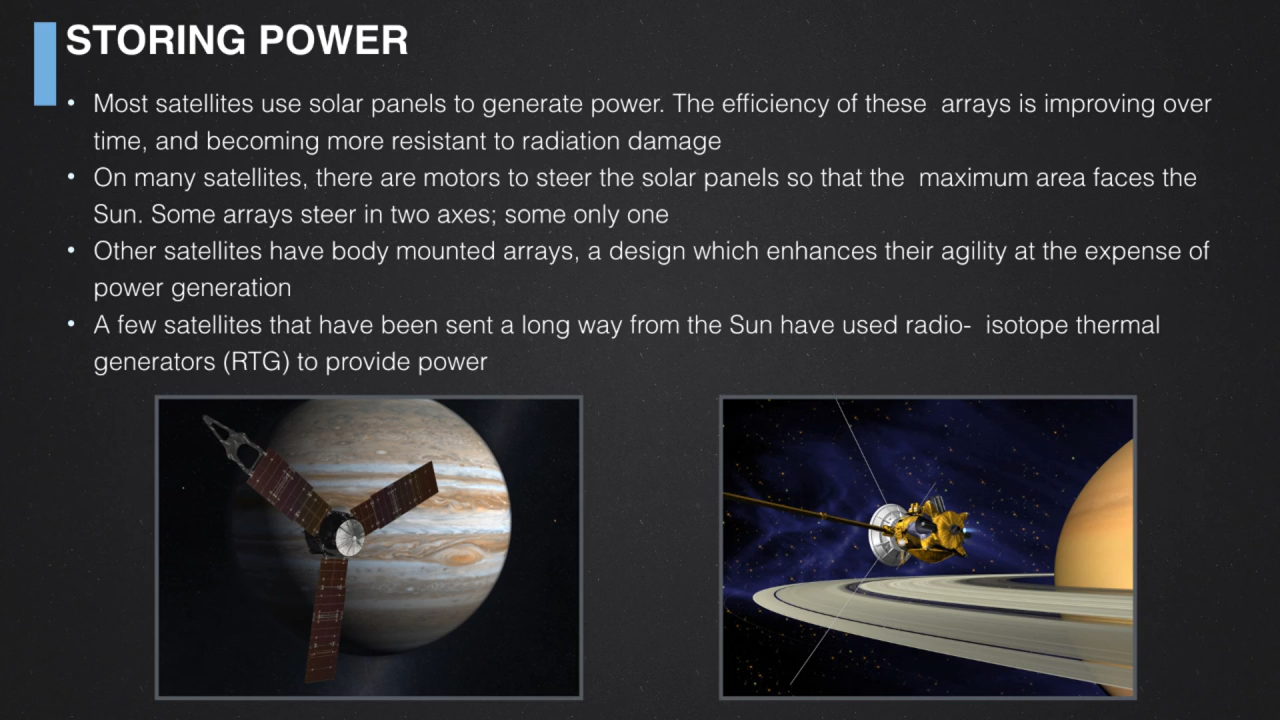 STORING POWER
• Most satellites use solar panels to generate power. The efficiency of these  arrays is improving over
time, and becoming more resistant to radiation damage
• On many satellites, there are motors to steer the solar panels so that the  maximum area faces the
Sun. Some arrays steer in two axes; some only one
• Other satellites have body mounted arrays, a design which enhances their agility at the expense of
power generation
• A few satellites that have been sent a long way from the Sun have used radio-  isotope thermal
generators (RTG) to provide power